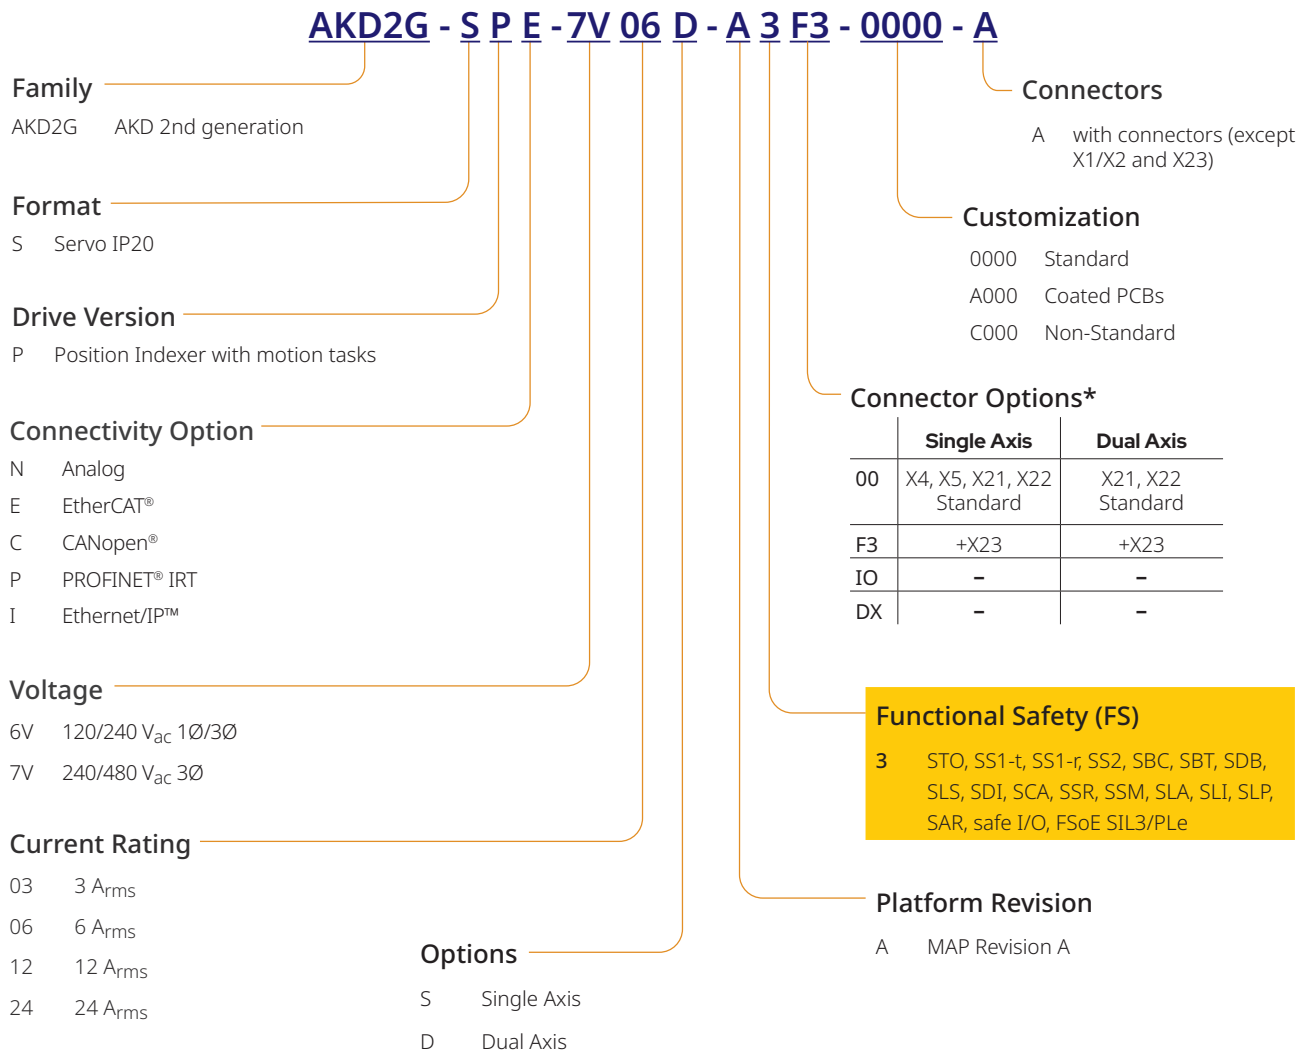 AKD2G - S P E - 7V 06 D - A 3 F3 - 0000 - A
Family
AKD2G AKD 2nd generation
Format
S Servo IP20
Drive Version
P Position Indexer with motion tasks
Connectivity Option
N Analog
E EtherCAT®
C CANopen®
P PROFINET® IRT
I Ethernet/IP™
Voltage
6V 120/240 Vac 1Ø/3Ø
7V 240/480 Vac 3Ø
Current Rating
03 3 Arms
06 6 Arms
12 12 Arms
24 24 Arms
Options
S Single Axis
D Dual Axis
Connectors
A with connectors (except
X1/X2 and X23)
Customization
0000 Standard
A000 Coated PCBs
C000 Non-Standard
Connector Options*
Single Axis Dual Axis
00 X4, X5, X21, X22 X21, X22
Standard Standard
F3 +X23 +X23
IO – –
DX – –
Functional Safety (FS)
3 STO, SS1-t, SS1-r, SS2, SBC, SBT, SDB,
SLS, SDI, SCA, SSR, SSM, SLA, SLI, SLP,
SAR, safe I/O, FSoE SIL3/PLe
Platform Revision
A MAP Revision A